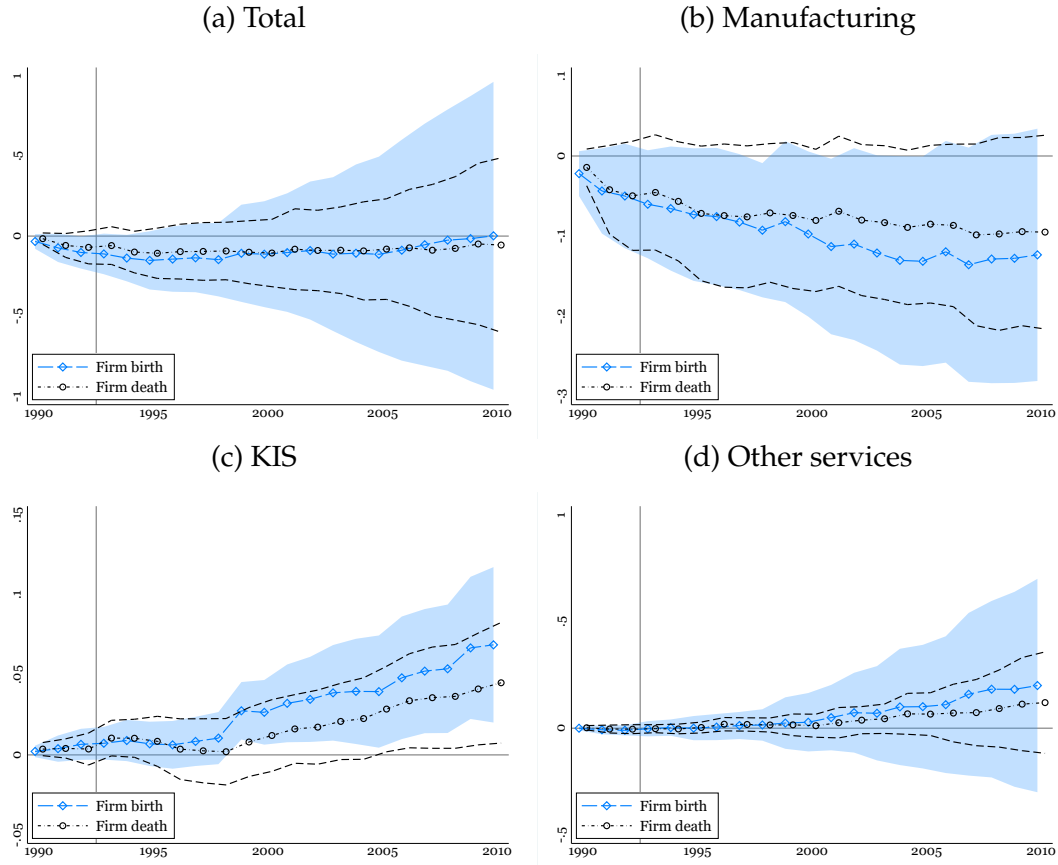 (a) Total
1
.5
0
-.5
-1
Firm birth
Firm death
1990 1995 2000 2005 2010
(b) Manufacturing
.1
0
-.1
-.2
-.3
Firm birth
Firm death
1990 1995 2000 2005 2010
(c) KIS
.15
.1
.05
0
-.05
Firm birth
Firm death
1990 1995 2000 2005 2010
(d) Other services
1
.5
0
-.5
Firm birth
Firm death
1990 1995 2000 2005 2010